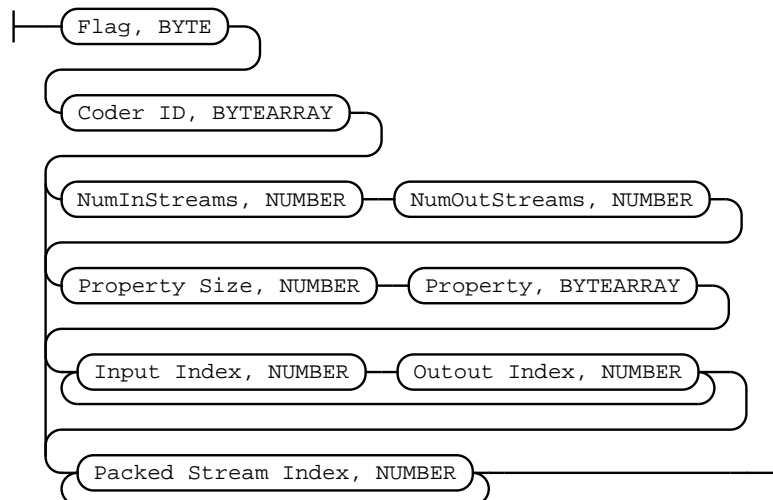 Flag, BYTE
Coder ID, BYTEARRAY
NumInStreams, NUMBER NumOutStreams, NUMBER
Property Size, NUMBER Property, BYTEARRAY
Input Index, NUMBER Outout Index, NUMBER
Packed Stream Index, NUMBER